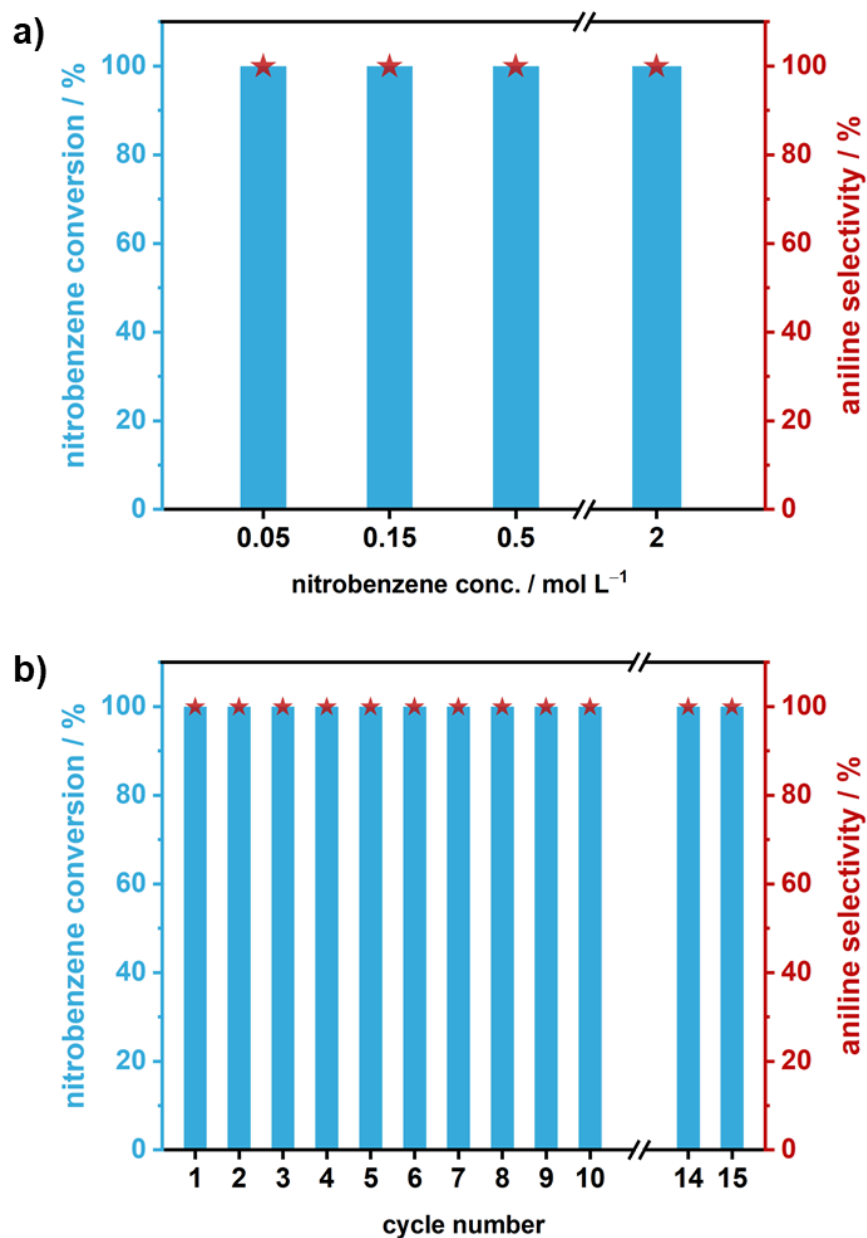 a)
nitrobenzene conversion / %
100
80
60
40
20
0
100
80
60
40
20
0
aniline selectivity / %
0.05 0.15 0.5 2
nitrobenzene conc. / mol L⁻¹
b)
nitrobenzene conversion / %
100
80
60
40
20
0
100
80
60
40
20
0
aniline selectivity / %
1 2 3 4 5 6 7 8 9 10 14 15
cycle number